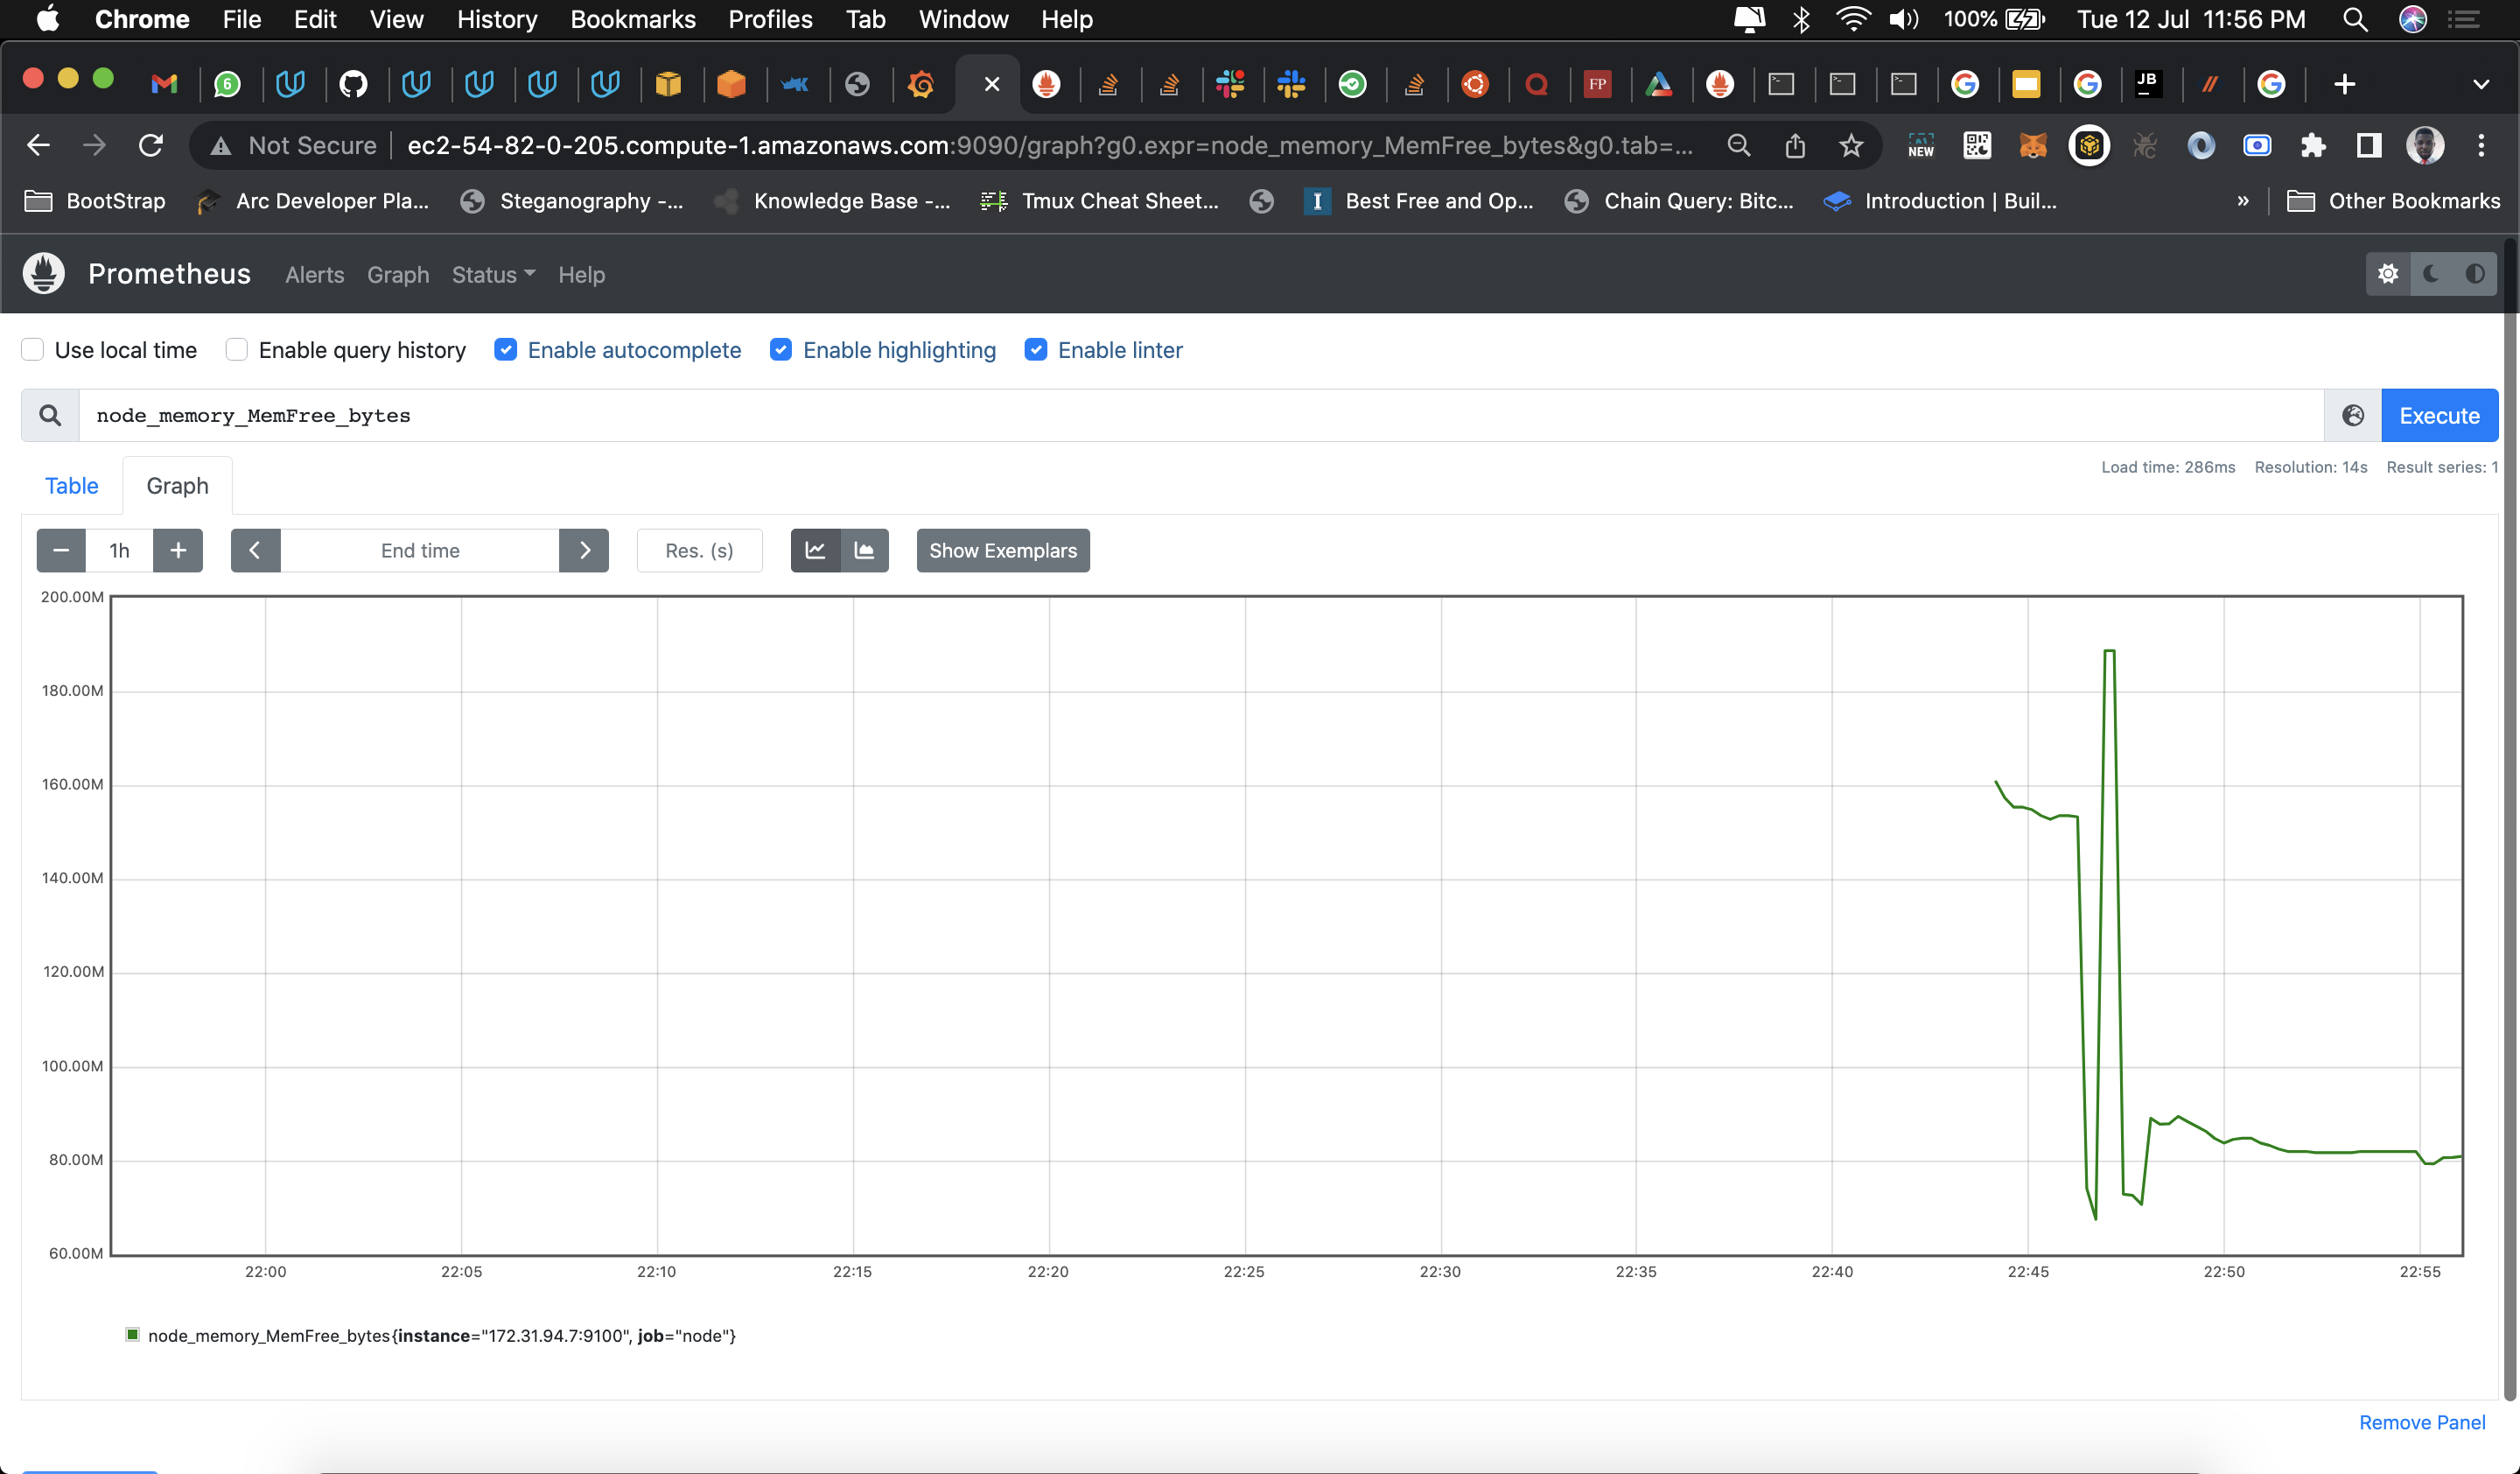 Chrome File Edit View History Bookmarks Profiles Tab Window Help 100% Tue 12 Jul 11:56 PM
6 FP JB
Not Secure ec2-54-82-0-205.compute-1.amazonaws.com:9090/graph?g0.expr=node_memory_MemFree_bytes&g0.tab=... NEW
BootStrap Arc Developer Pla... Steganography -... Knowledge Base -... Tmux Cheat Sheet... I Best Free and Op... Chain Query: Bitc... Introduction | Buil... » Other Bookmarks
Prometheus Alerts Graph Status Help
Use local time Enable query history Enable autocomplete Enable highlighting Enable linter
node_memory_MemFree_bytes Execute
Load time: 286ms Resolution: 14s Result series: 1
Table Graph
− 1h + End time Res. (s) Show Exemplars
200.00M
180.00M
160.00M
140.00M
120.00M
100.00M
80.00M
60.00M
22:00 22:05 22:10 22:15 22:20 22:25 22:30 22:35 22:40 22:45 22:50 22:55
node_memory_MemFree_bytes{instance="172.31.94.7:9100", job="node"}
Remove Panel